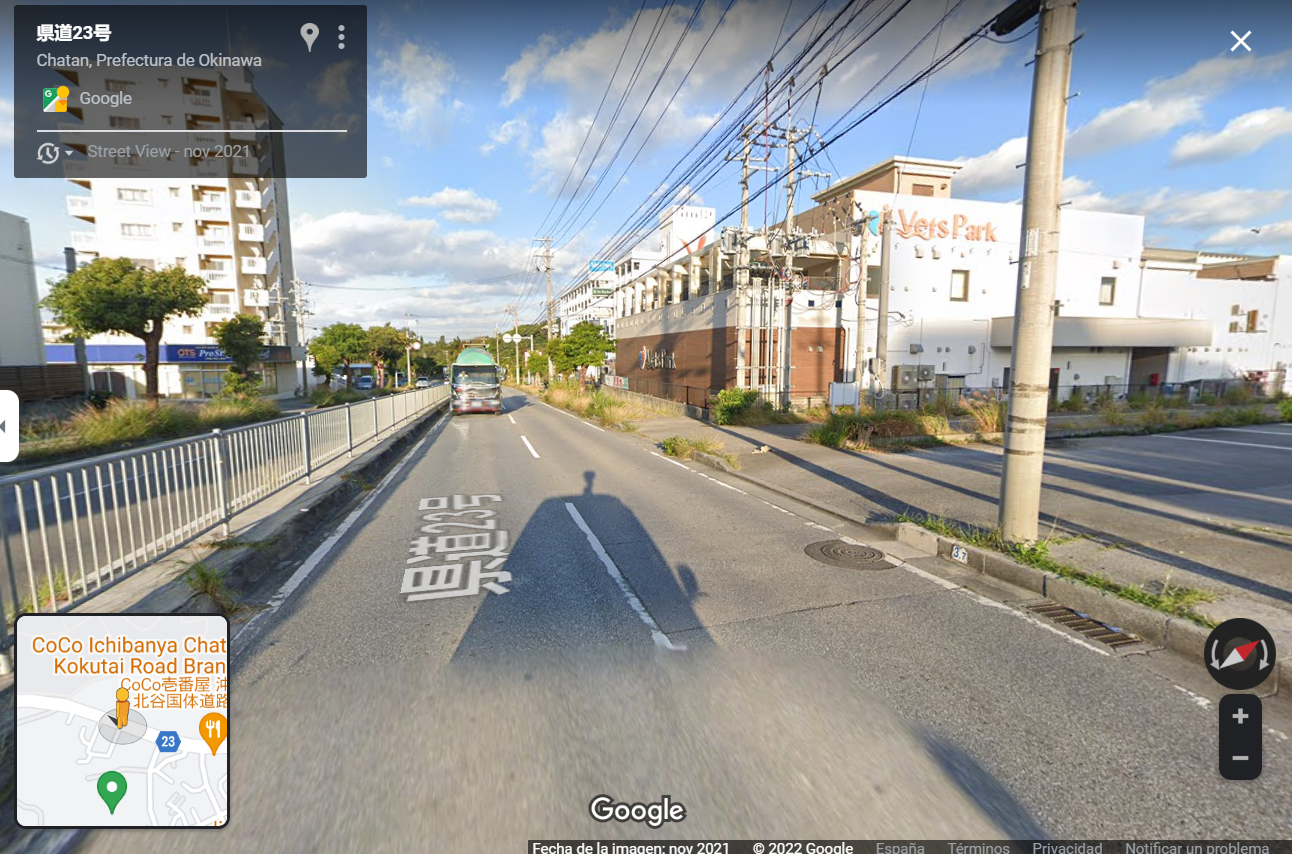 県道23号
Chatan, Prefectura de Okinawa
Google
Street View - nov 2021
Vers Park
OTS
県道23号
37
CoCo Ichibanya Chat
Kokutai Road Bran
CoCo壱番屋 沖
北谷国体道路
23
Google
Fecha de la imagen: nov 2021 © 2022 Google España Términos Privacidad Notificar un problema